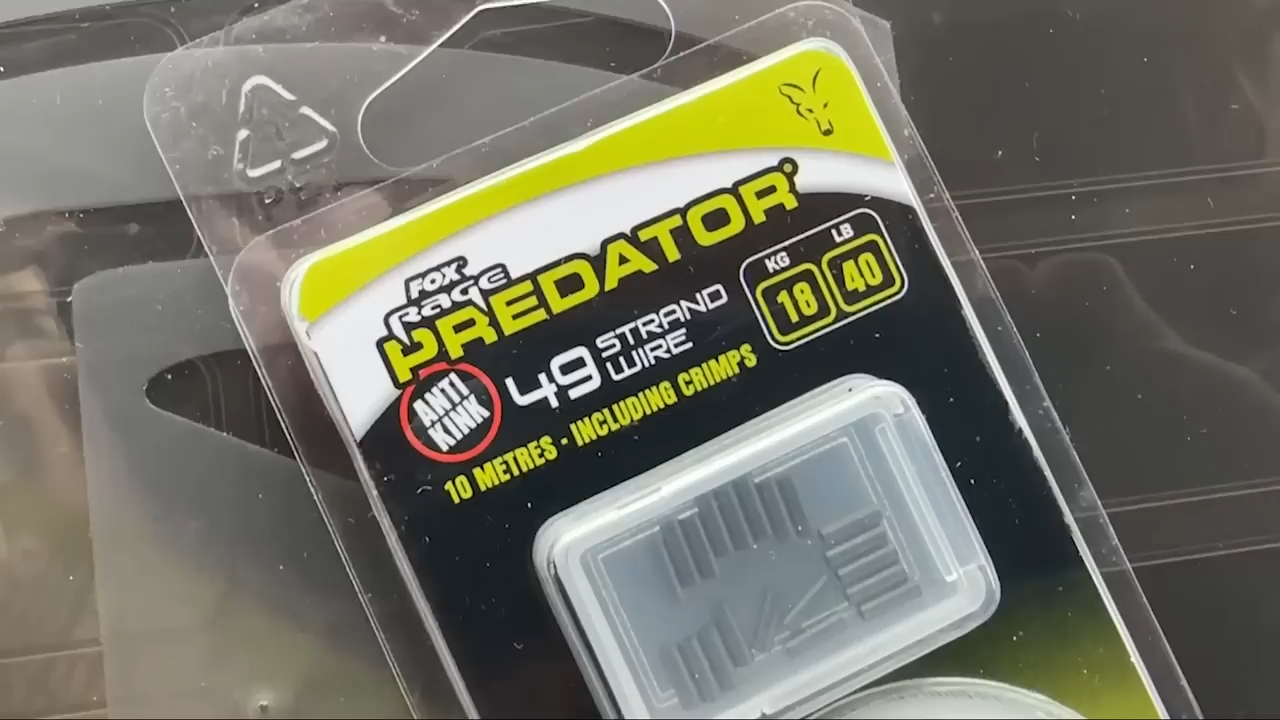 FOX
Rage
PREDATOR
ANTI
KINK
49 STRAND
WIRE
KG
18
LB
40
10 METRES - INCLUDING CRIMPS